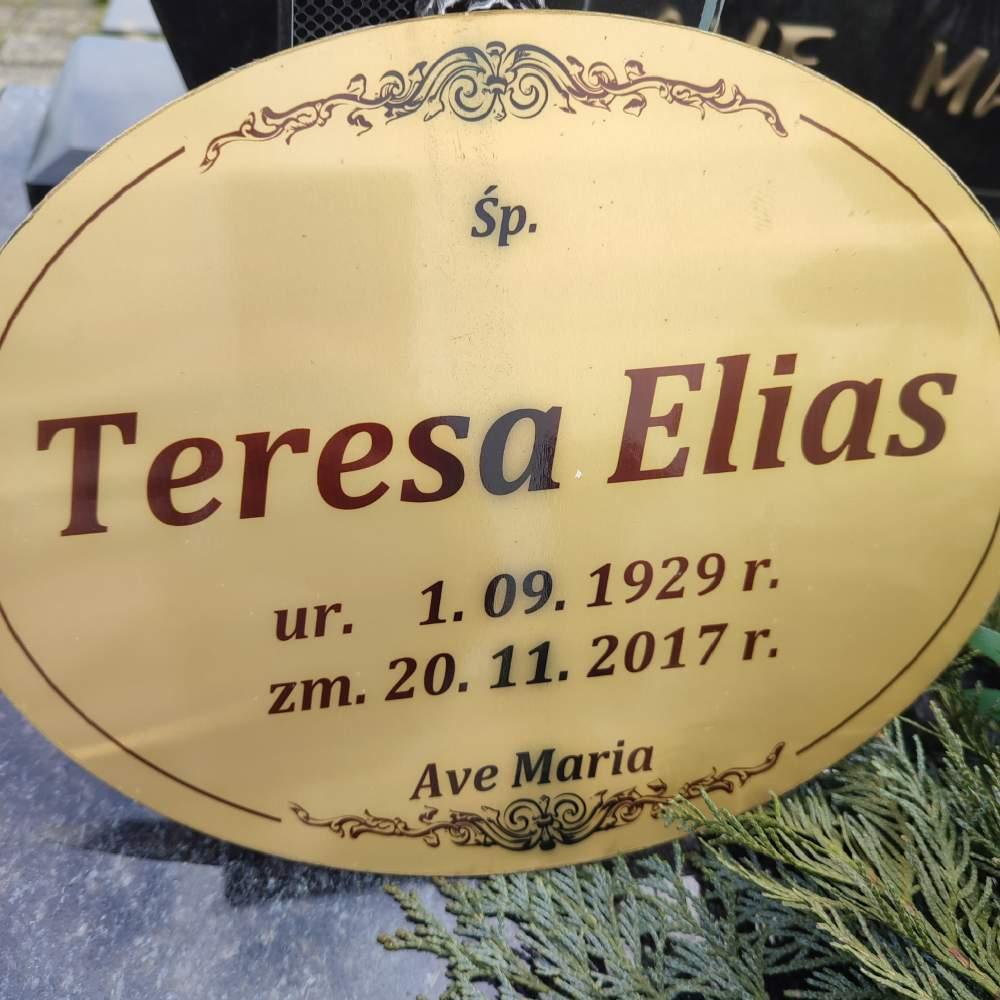 Śp.
Teresa Elias
ur. 1. 09. 1929 r.
zm. 20. 11. 2017 r.
Ave Maria